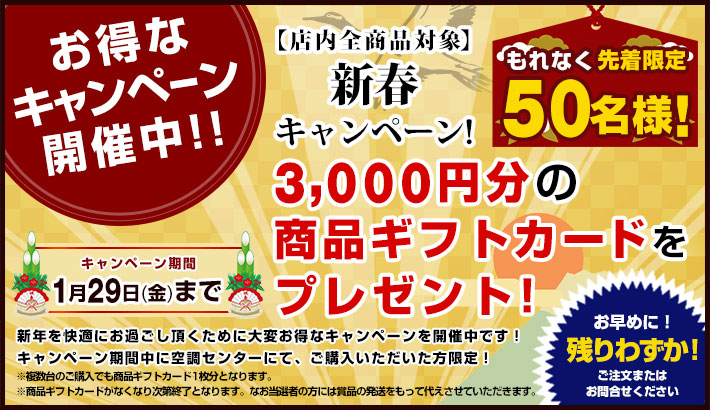 お得な
キャンペーン
開催中!!
【店内全商品対象】
新春
キャンペーン!
もれなく先着限定
50名様!
3,000円分の
商品ギフトカードを
プレゼント!
キャンペーン期間
1月29日(金)まで
新年を快適にお過ごし頂くために大変お得なキャンペーンを開催中です!
キャンペーン期間中に空調センターにて、ご購入いただいた方限定!
※複数台のご購入でも商品ギフトカード1枚分となります。
※商品ギフトカードがなくなり次第終了となります。なお当選者の方には賞品の発送をもって代えさせていただきます。
お早めに!
残りわずか!
ご注文または
お問合せください